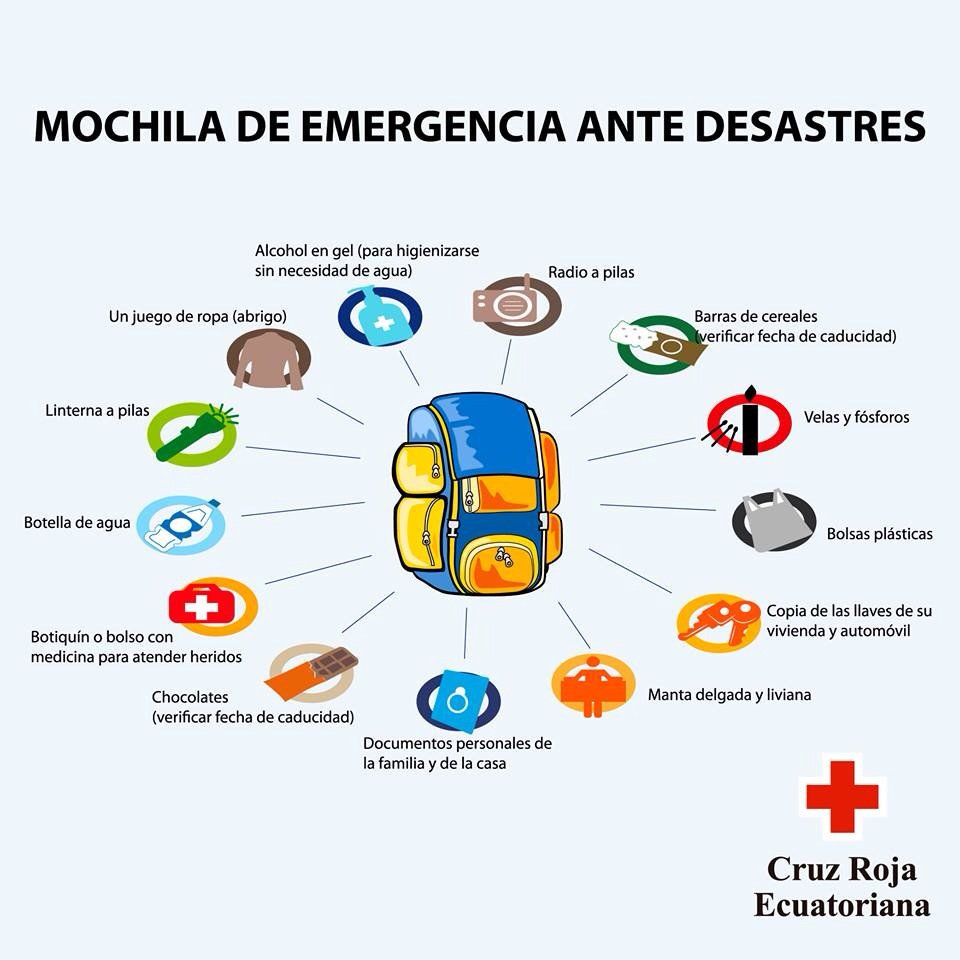 MOCHILA DE EMERGENCIA ANTE DESASTRES
Alcohol en gel (para higienizarse
sin necesidad de agua)
Radio a pilas
Un juego de ropa (abrigo)
Barras de cereales
(verificar fecha de caducidad)
Linterna a pilas
Velas y fósforos
Botella de agua
Bolsas plásticas
Botiquín o bolso con
medicina para atender heridos
Copia de las llaves de su
vivienda y automóvil
Chocolates
(verificar fecha de caducidad)
Manta delgada y liviana
Documentos personales de
la familia y de la casa
Cruz Roja
Ecuatoriana